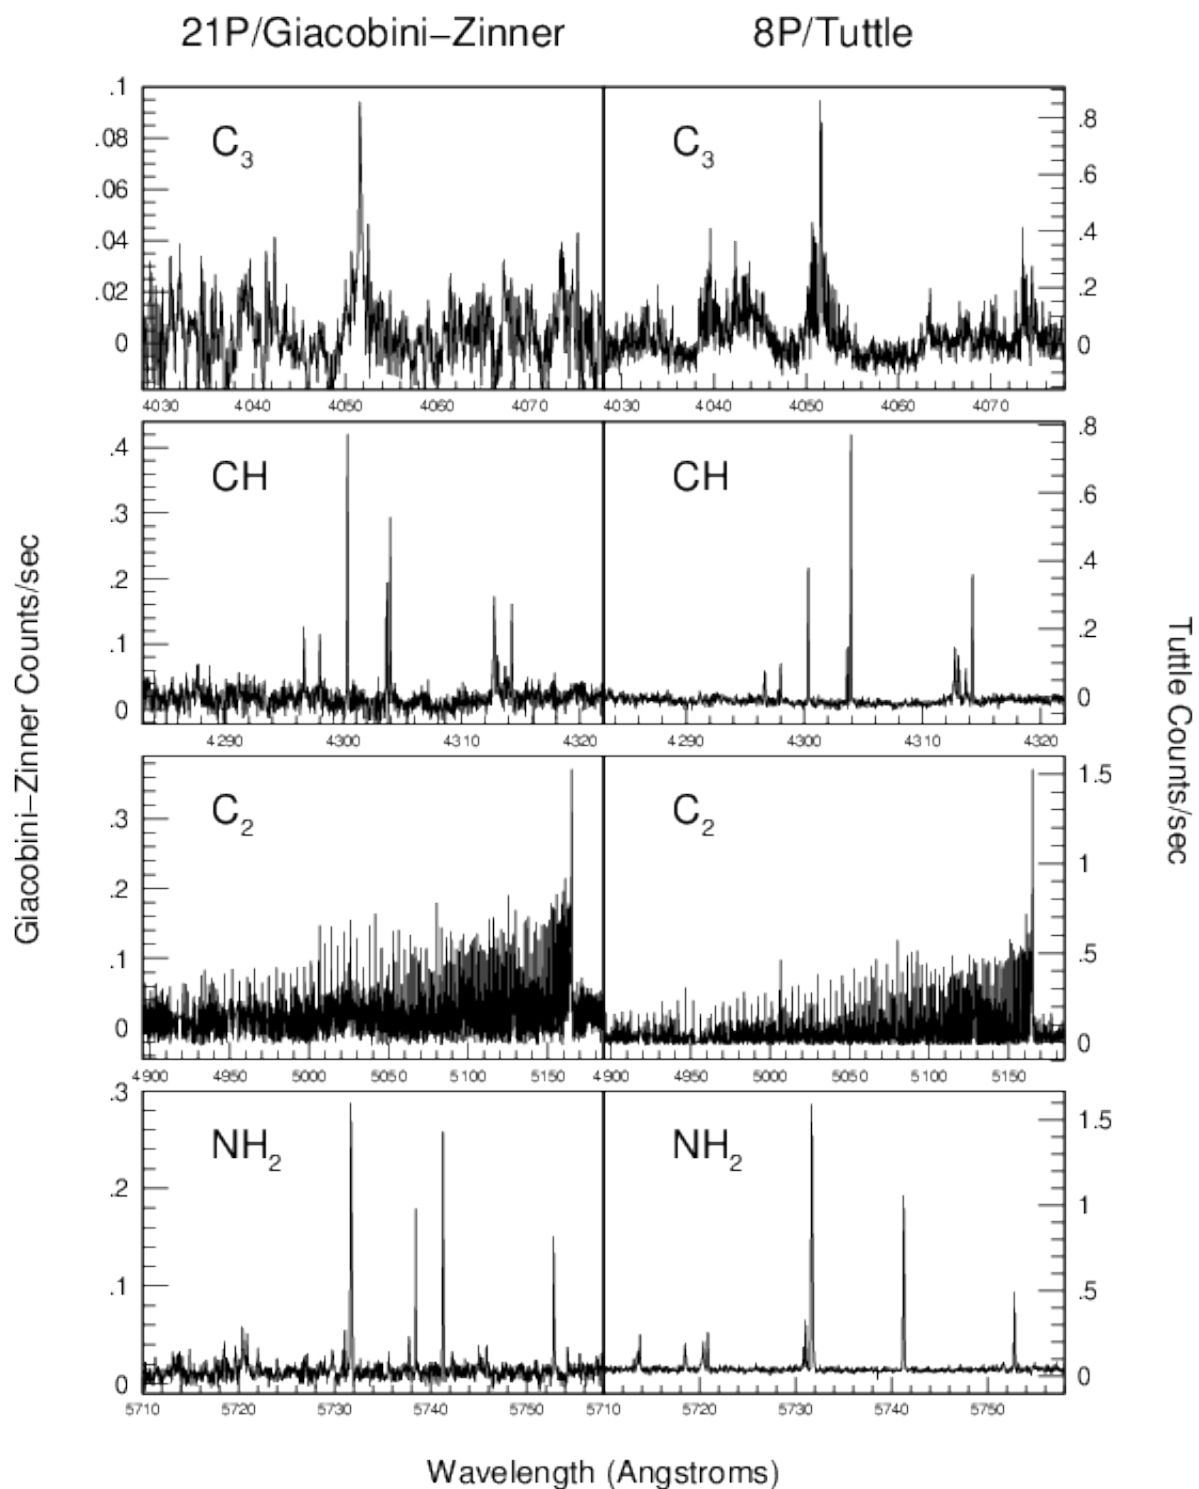 21P/Giacobini–Zinner 8P/Tuttle
.1
.08
.06
.04
.02
0
C3
C3
.8
.6
.4
.2
0
4030 4040 4050 4060 4070 4030 4040 4050 4060 4070
.4
.3
.2
.1
0
CH
CH
.8
.6
.4
.2
0
4290 4300 4310 4320 4290 4300 4310 4320
Giacobini–Zinner Counts/sec
Tuttle Counts/sec
.3
.2
.1
0
C2
C2
1.5
1
.5
0
4900 4950 5000 5050 5100 5150 4900 4950 5000 5050 5100 5150
.3
.2
.1
0
NH2
NH2
1.5
1
.5
0
5710 5720 5730 5740 5750 5710 5720 5730 5740 5750
Wavelength (Angstroms)